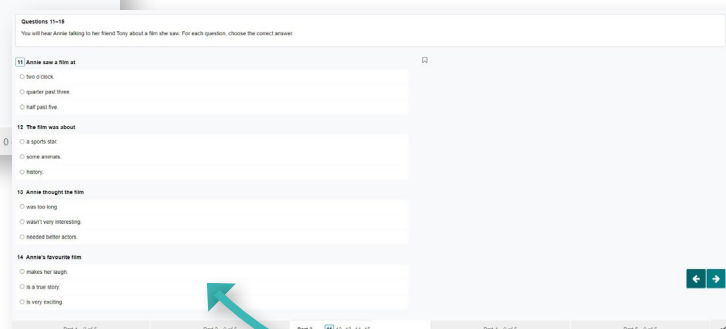 Questions 11–15
You will hear Annie talking to her friend Tony about a film she saw. For each question, choose the correct answer.
11 Annie saw a film at
two o'clock.
quarter past three.
half past five.
12 The film was about
a sports star.
some animals.
history.
13 Annie thought the film
was too long.
wasn't very interesting.
needed better actors.
14 Annie's favourite film
makes her laugh.
is a true story.
is very exciting.